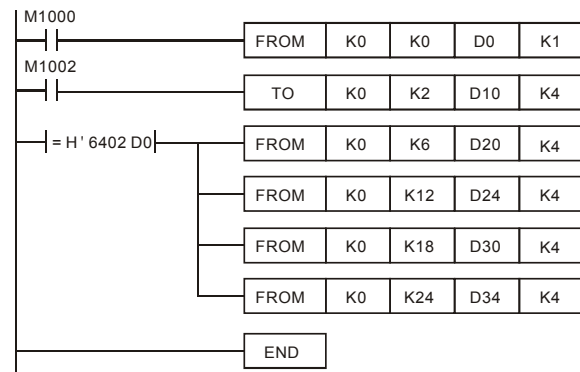 M1000
FROM K0 K0 D0 K1
M1002
TO K0 K2 D10 K4
= H ' 6402 D0 FROM K0 K6 D20 K4
FROM K0 K12 D24 K4
FROM K0 K18 D30 K4
FROM K0 K24 D34 K4
END